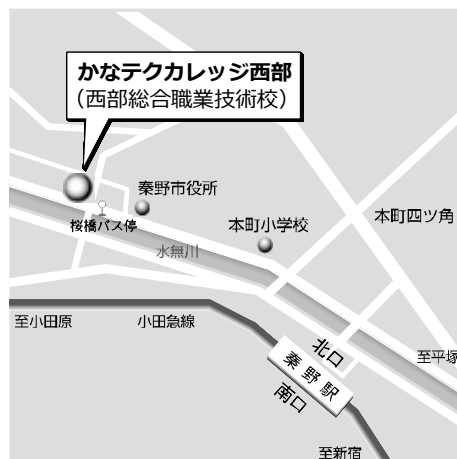 かなテクカレッジ西部
（西部総合職業技術校）
秦野市役所
桜橋バス停
本町小学校
本町四ツ角
水無川
至小田原
小田急線
北口
至平塚
秦野駅
南口
至新宿